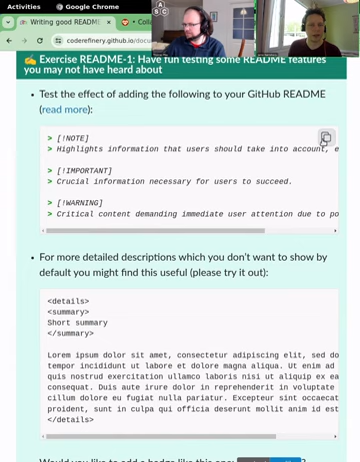 Activities
Google Chrome
Writing good README
Colla
coderefinery.github.io/docu
ASC
Exercise README-1: Have fun testing some README features
you may not have heard about
• Test the effect of adding the following to your GitHub README
(read more):
> [!NOTE]
> Highlights information that users should take into account, e
> [!IMPORTANT]
> Crucial information necessary for users to succeed.
> [!WARNING]
> Critical content demanding immediate user attention due to po
• For more detailed descriptions which you don't want to show by
default you might find this useful (please try it out):
<details>
<summary>
Short summary
</summary>
Lorem ipsum dolor sit amet, consectetur adipiscing elit, sed do
tempor incididunt ut labore et dolore magna aliqua. Ut enim ad
quis nostrud exercitation ullamco laboris nisi ut aliquip ex ea
consequat. Duis aute irure dolor in reprehenderit in voluptate
cillum dolore eu fugiat nulla pariatur. Excepteur sint occaecat
proident, sunt in culpa qui officia deserunt mollit anim id est
</details>